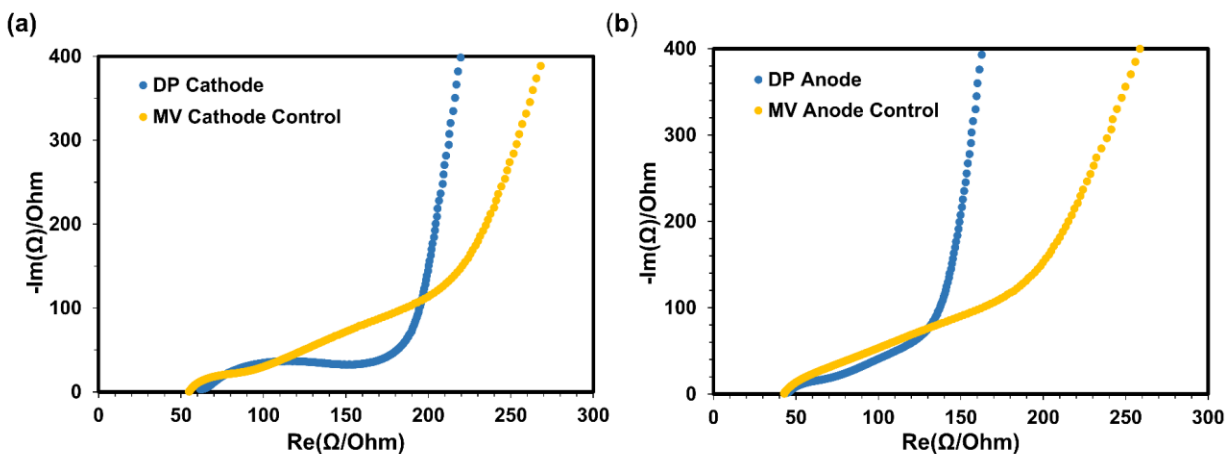 (a)
400
300
200
100
0
-Im(Ω)/Ohm
DP Cathode
MV Cathode Control
0 50 100 150 200 250 300
Re(Ω/Ohm)
(b)
400
300
200
100
0
-Im(Ω)/Ohm
DP Anode
MV Anode Control
0 50 100 150 200 250 300
Re(Ω/Ohm)